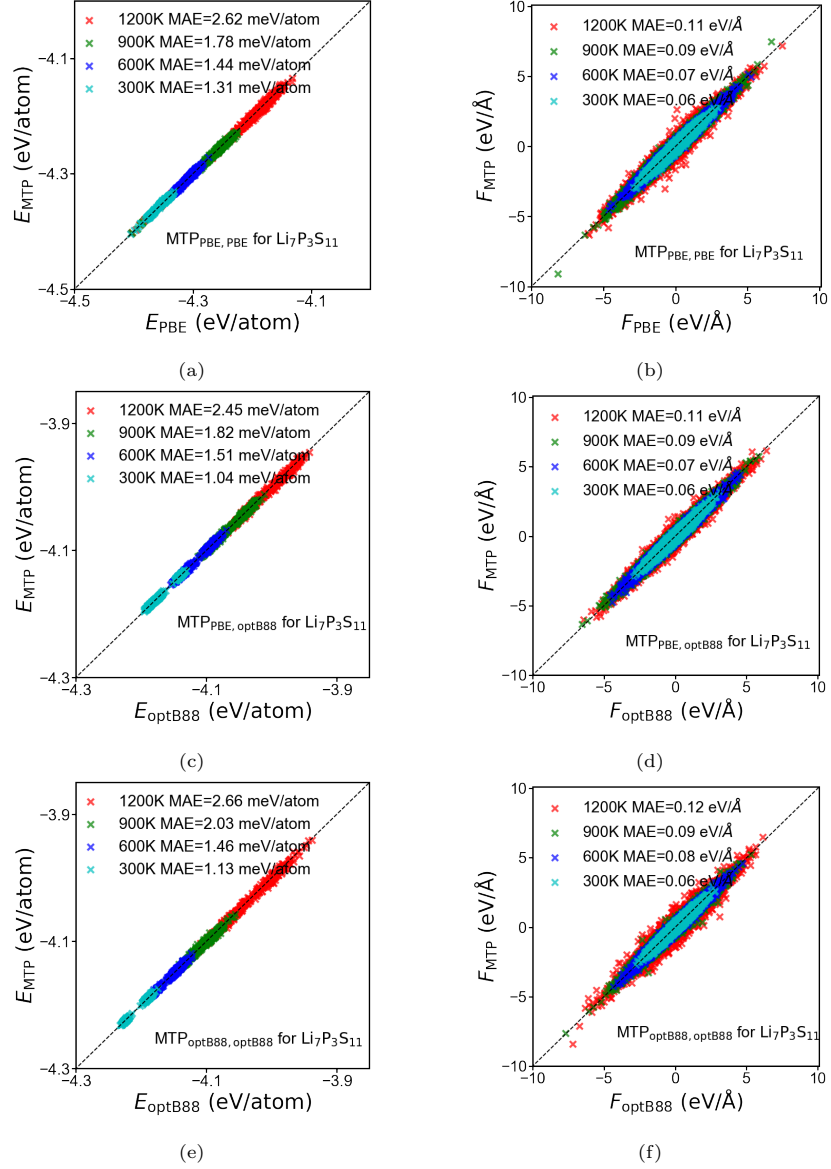 1200K MAE=2.62 meV/atom
900K MAE=1.78 meV/atom
600K MAE=1.44 meV/atom
300K MAE=1.31 meV/atom
−4.1
−4.3
−4.5
E_MTP (eV/atom)
MTP_PBE, PBE for Li₇P₃S₁₁
−4.5 −4.3 −4.1
E_PBE (eV/atom)
(a)
1200K MAE=0.11 eV/Å
900K MAE=0.09 eV/Å
600K MAE=0.07 eV/Å
300K MAE=0.06 eV/Å
10
5
0
−5
−10
F_MTP (eV/Å)
MTP_PBE, PBE for Li₇P₃S₁₁
−10 −5 0 5 10
F_PBE (eV/Å)
(b)
1200K MAE=2.45 meV/atom
900K MAE=1.82 meV/atom
600K MAE=1.51 meV/atom
300K MAE=1.04 meV/atom
−3.9
−4.1
−4.3
E_MTP (eV/atom)
MTP_PBE, optB88 for Li₇P₃S₁₁
−4.3 −4.1 −3.9
E_optB88 (eV/atom)
(c)
1200K MAE=0.11 eV/Å
900K MAE=0.09 eV/Å
600K MAE=0.07 eV/Å
300K MAE=0.06 eV/Å
10
5
0
−5
−10
F_MTP (eV/Å)
MTP_PBE, optB88 for Li₇P₃S₁₁
−10 −5 0 5 10
F_optB88 (eV/Å)
(d)
1200K MAE=2.66 meV/atom
900K MAE=2.03 meV/atom
600K MAE=1.46 meV/atom
300K MAE=1.13 meV/atom
−3.9
−4.1
−4.3
E_MTP (eV/atom)
MTP_optB88, optB88 for Li₇P₃S₁₁
−4.3 −4.1 −3.9
E_optB88 (eV/atom)
(e)
1200K MAE=0.12 eV/Å
900K MAE=0.09 eV/Å
600K MAE=0.08 eV/Å
300K MAE=0.06 eV/Å
10
5
0
−5
−10
F_MTP (eV/Å)
MTP_optB88, optB88 for Li₇P₃S₁₁
−10 −5 0 5 10
F_optB88 (eV/Å)
(f)